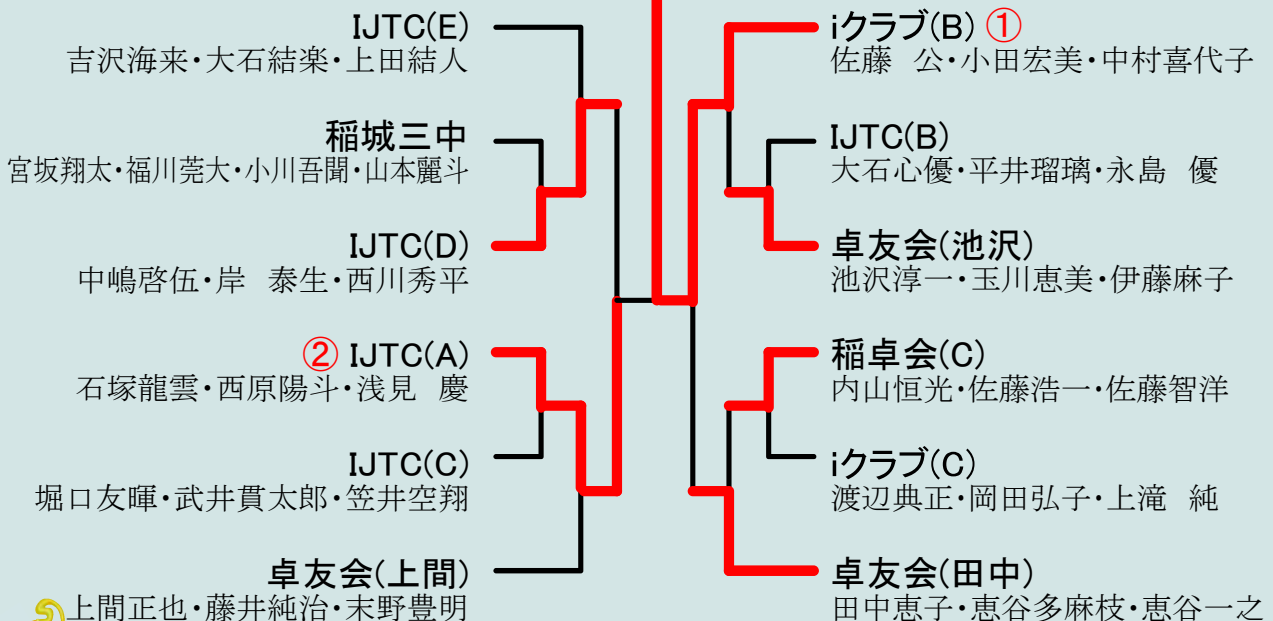 IJTC(E)
吉沢海来・大石結楽・上田結人
稲城三中
宮坂翔太・福川莞大・小川吾聞・山本麗斗
IJTC(D)
中嶋啓伍・岸　泰生・西川秀平
② IJTC(A)
石塚龍雲・西原陽斗・浅見　慶
IJTC(C)
堀口友暉・武井貫太郎・笠井空翔
卓友会(上間)
上間正也・藤井純治・末野豊明
iクラブ(B) ①
佐藤　公・小田宏美・中村喜代子
IJTC(B)
大石心優・平井瑠璃・永島　優
卓友会(池沢)
池沢淳一・玉川恵美・伊藤麻子
稲卓会(C)
内山恒光・佐藤浩一・佐藤智洋
iクラブ(C)
渡辺典正・岡田弘子・上滝　純
卓友会(田中)
田中恵子・恵谷多麻枝・恵谷一之